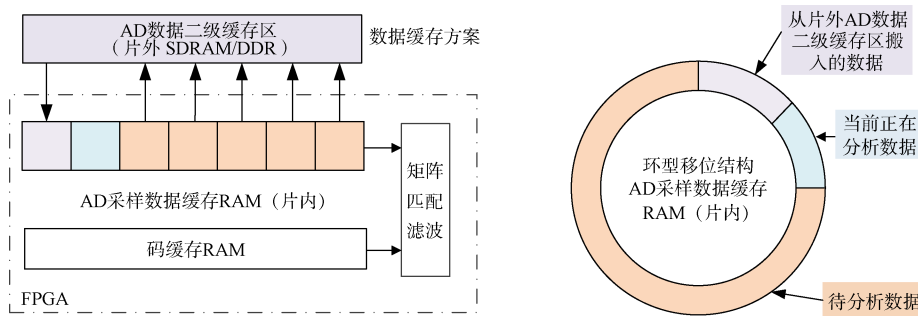 AD数据二级缓存区
（片外 SDRAM/DDR）
数据缓存方案
AD采样数据缓存RAM（片内）
码缓存RAM
矩阵
匹配
滤波
FPGA
从片外AD数据
二级缓存区搬
入的数据
当前正在
分析数据
环型移位结构
AD采样数据缓存
RAM（片内）
待分析数据